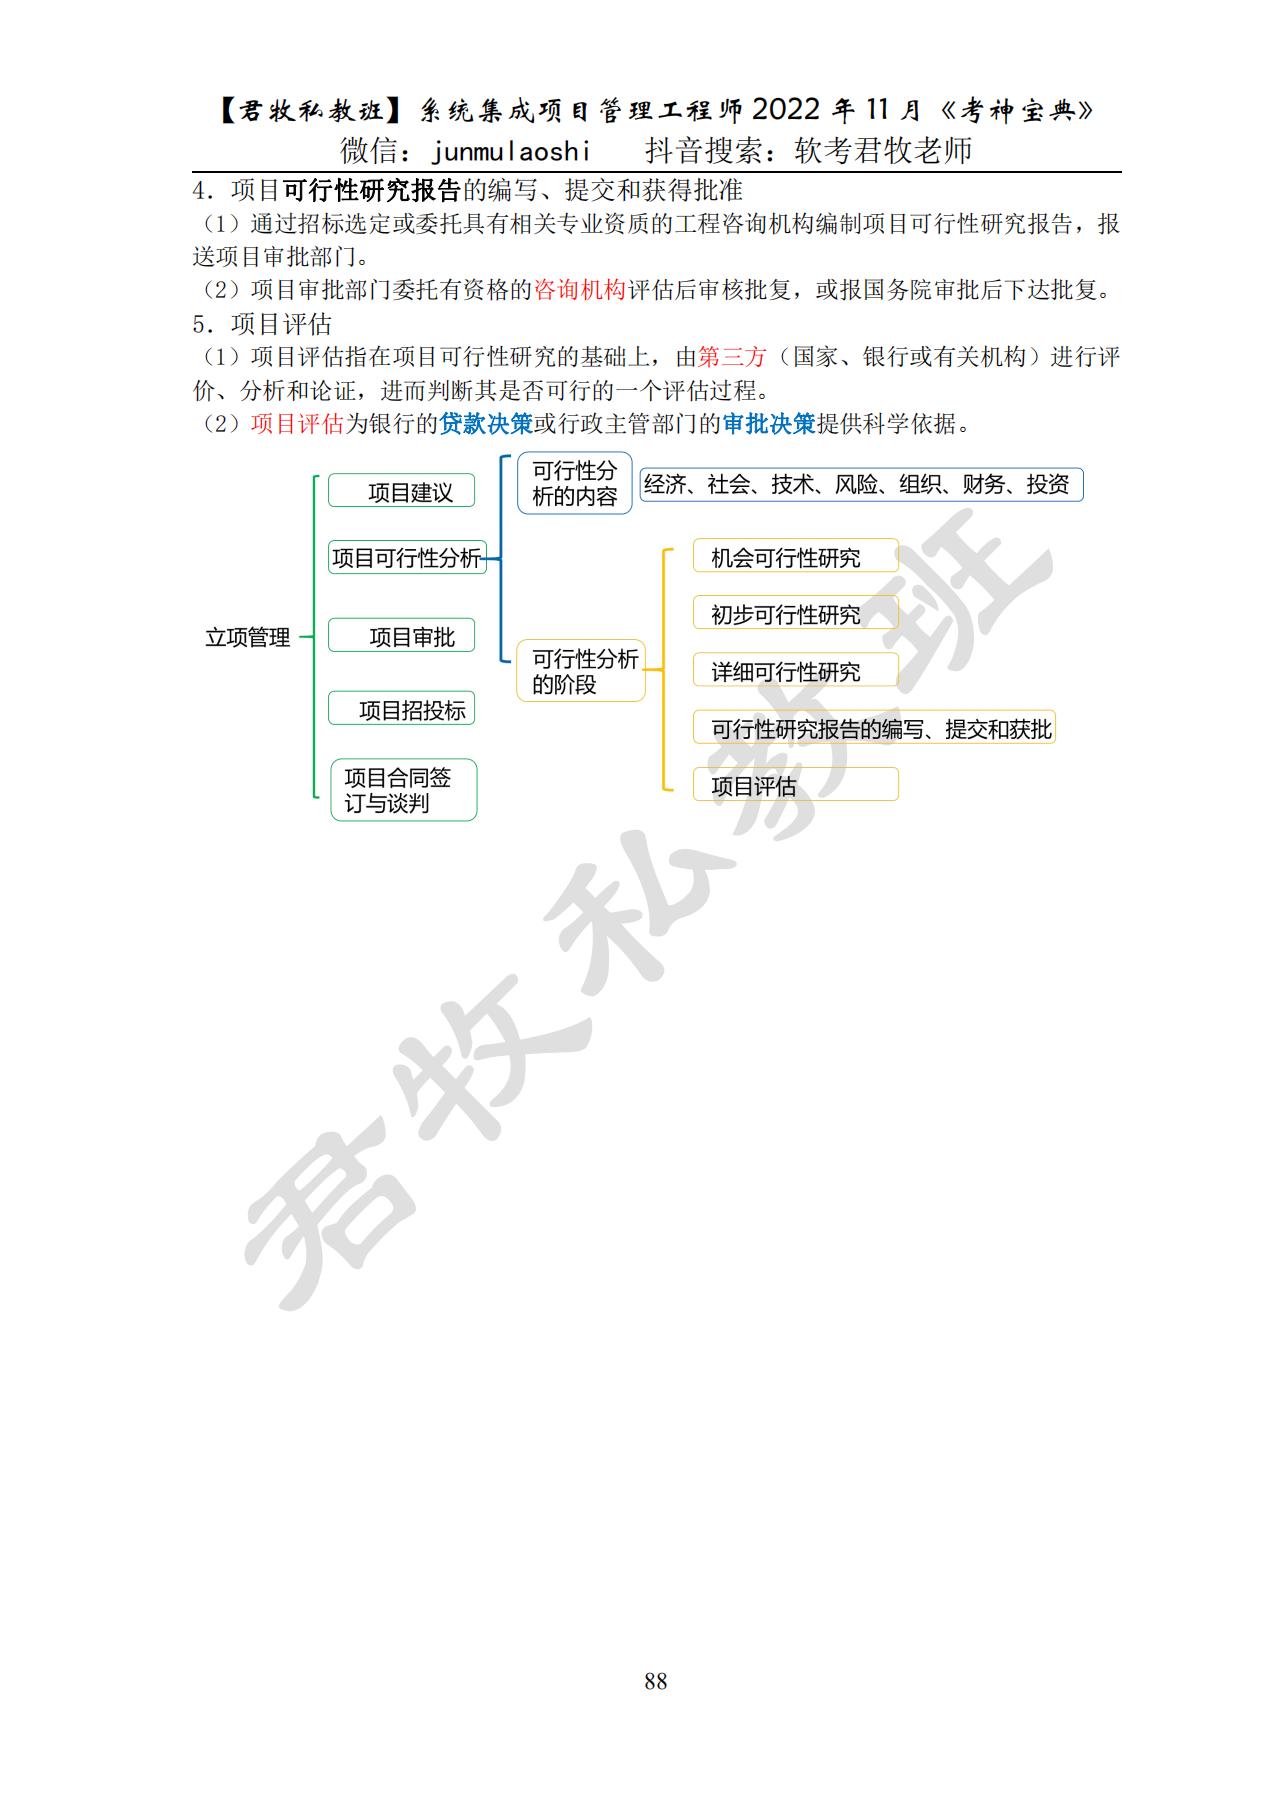 【君牧私教班】系统集成项目管理工程师 2022 年 11 月《考神宝典》
微信：junmulaoshi 抖音搜索：软考君牧老师
4．项目可行性研究报告的编写、提交和获得批准
（1）通过招标选定或委托具有相关专业资质的工程咨询机构编制项目可行性研究报告，报
送项目审批部门。
（2）项目审批部门委托有资格的咨询机构评估后审核批复，或报国务院审批后下达批复。
5．项目评估
（1）项目评估指在项目可行性研究的基础上，由第三方（国家、银行或有关机构）进行评
价、分析和论证，进而判断其是否可行的一个评估过程。
（2）项目评估为银行的贷款决策或行政主管部门的审批决策提供科学依据。
立项管理
项目建议
项目可行性分析
项目审批
项目招投标
项目合同签
订与谈判
可行性分
析的内容
经济、社会、技术、风险、组织、财务、投资
可行性分析
的阶段
机会可行性研究
初步可行性研究
详细可行性研究
可行性研究报告的编写、提交和获批
项目评估
君牧私教班
88